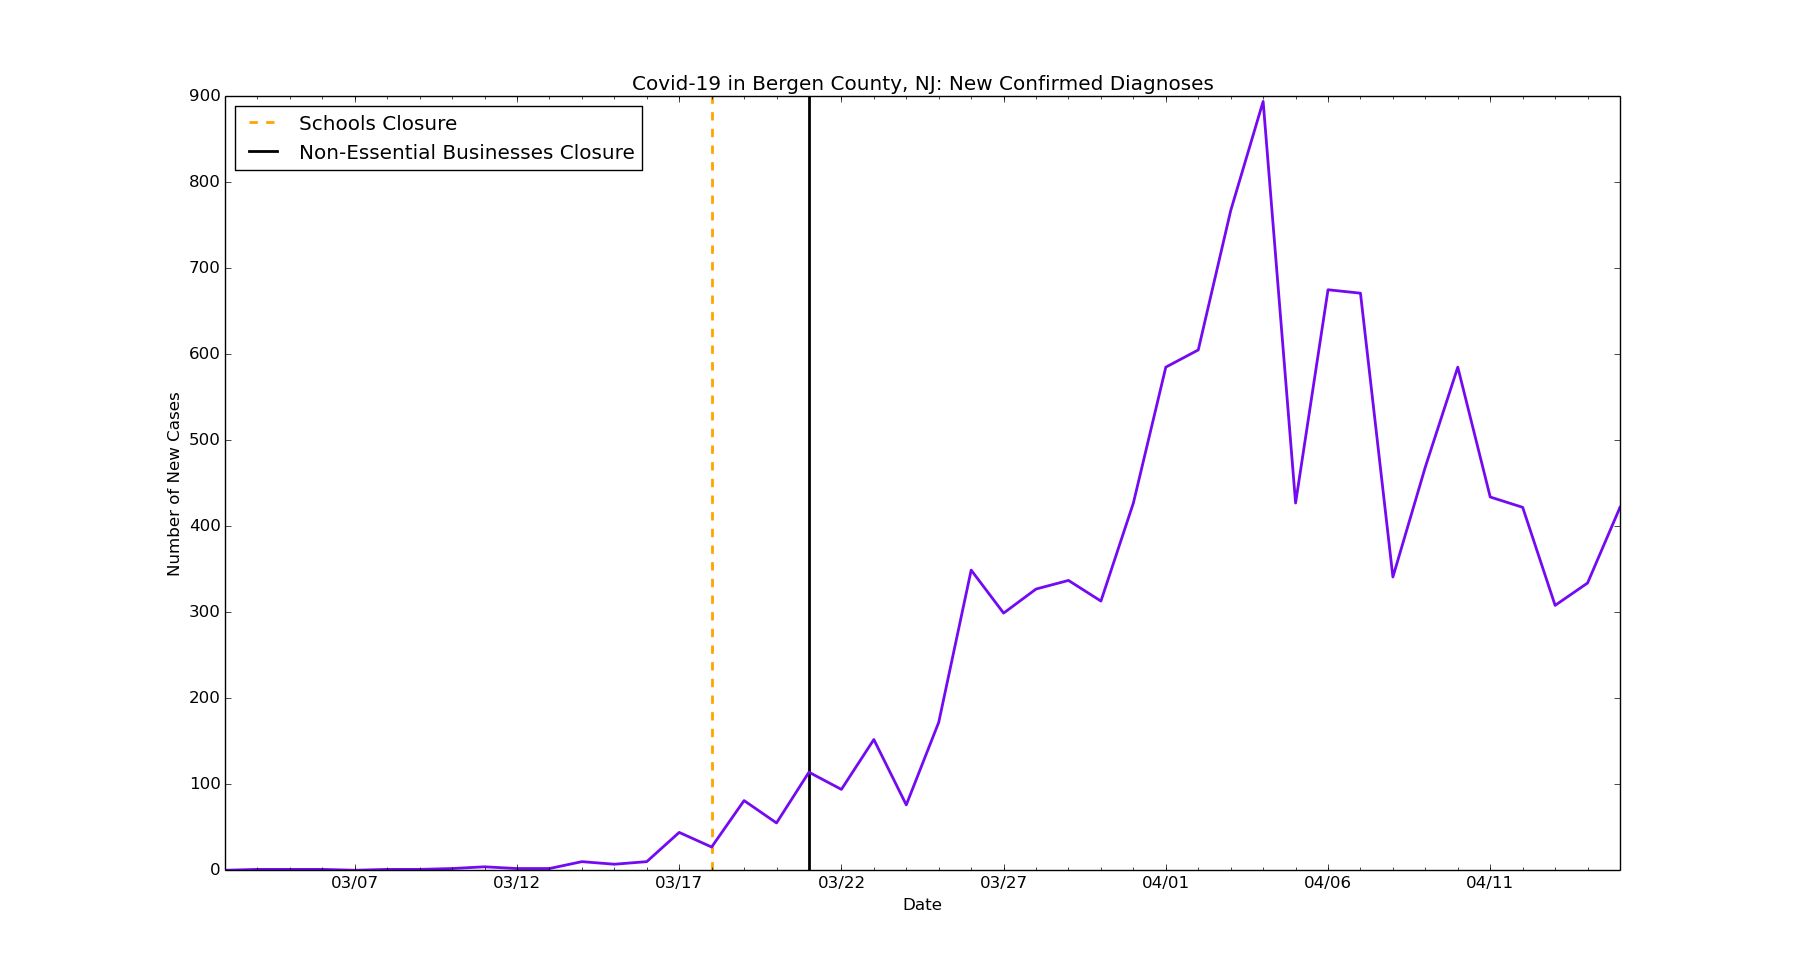 Covid-19 in Bergen County, NJ: New Confirmed Diagnoses
900
Schools Closure
Non-Essential Businesses Closure
800
700
600
500
400
300
200
100
0
Number of New Cases
03/07 03/12 03/17 03/22 03/27 04/01 04/06 04/11
Date